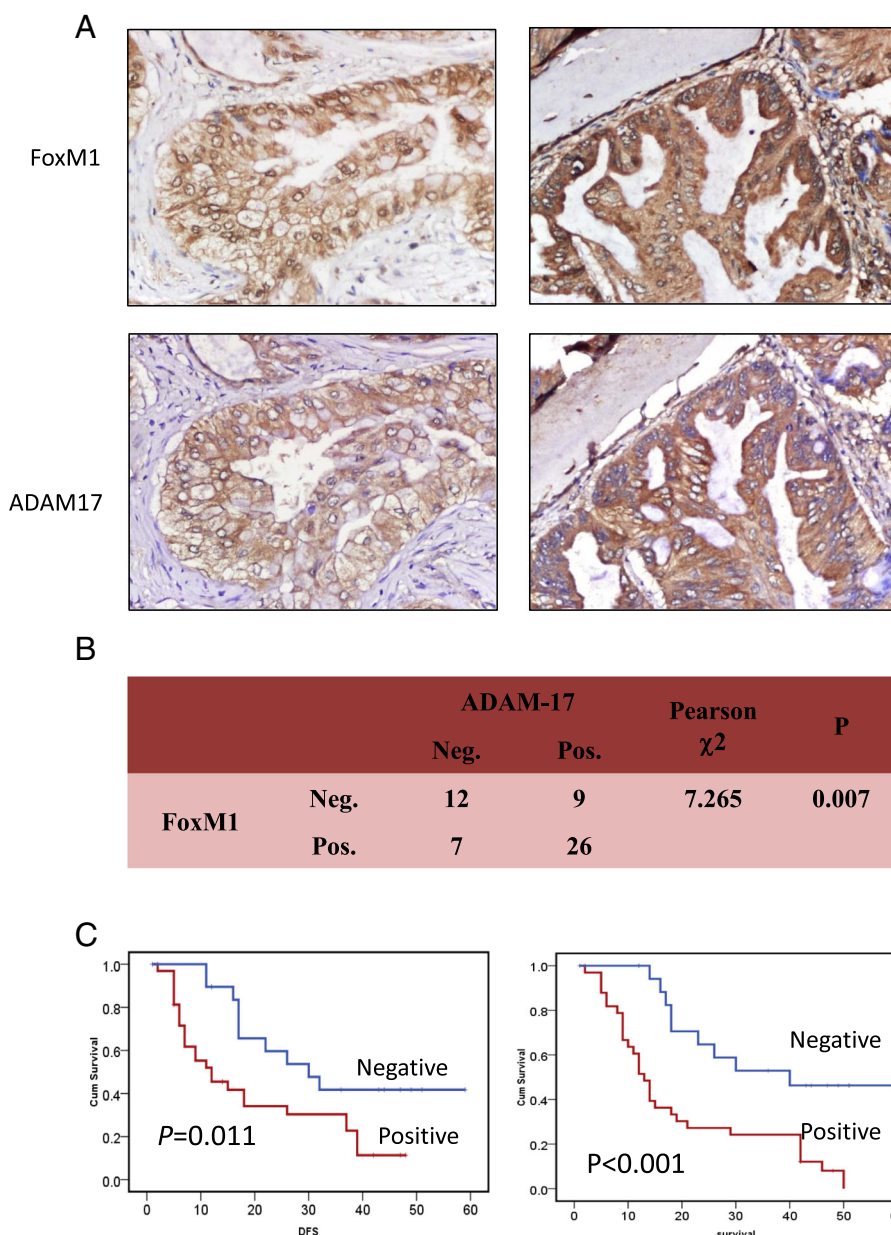 A
FoxM1
ADAM17
B
ADAM-17
Pearson
χ2
P
Neg.
Pos.
FoxM1
Neg.
12
9
7.265
0.007
Pos.
7
26
C
1.0
0.8
0.6
0.4
0.2
0.0
Cum Survival
Negative
Positive
P=0.011
0
10
20
30
40
50
60
DFS
1.0
0.8
0.6
0.4
0.2
0.0
Cum Survival
Negative
Positive
P<0.001
0
10
20
30
40
50
survival